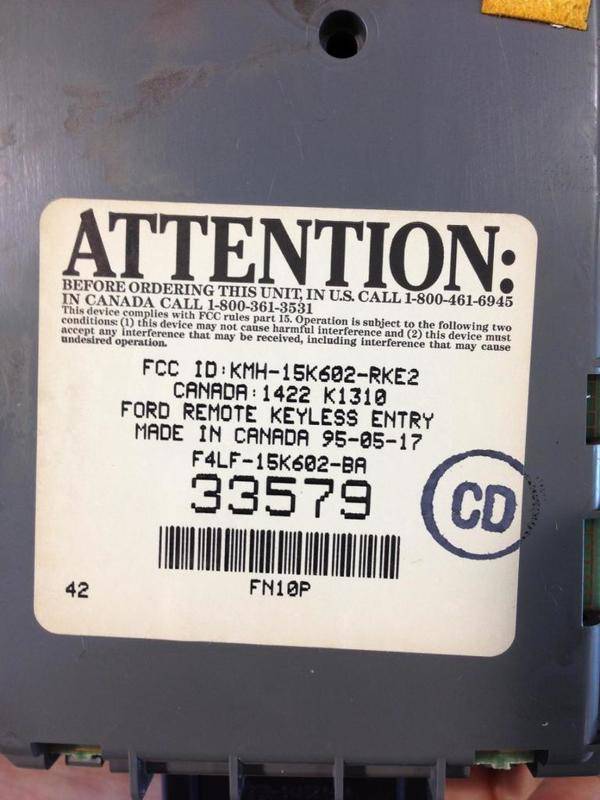 ATTENTION:
BEFORE ORDERING THIS UNIT, IN U.S. CALL 1-800-461-6945
IN CANADA CALL 1-800-361-3531
This device complies with FCC rules part 15. Operation is subject to the following two
conditions: (1) this device may not cause harmful interference and (2) this device must
accept any interference that may be received, including interference that may cause
undesired operation.
FCC ID:KMH-15K602-RKE2
CANADA:1422 K1310
FORD REMOTE KEYLESS ENTRY
MADE IN CANADA 95-05-17
F4LF-15K602-BA
33579
CD
42
FN10P